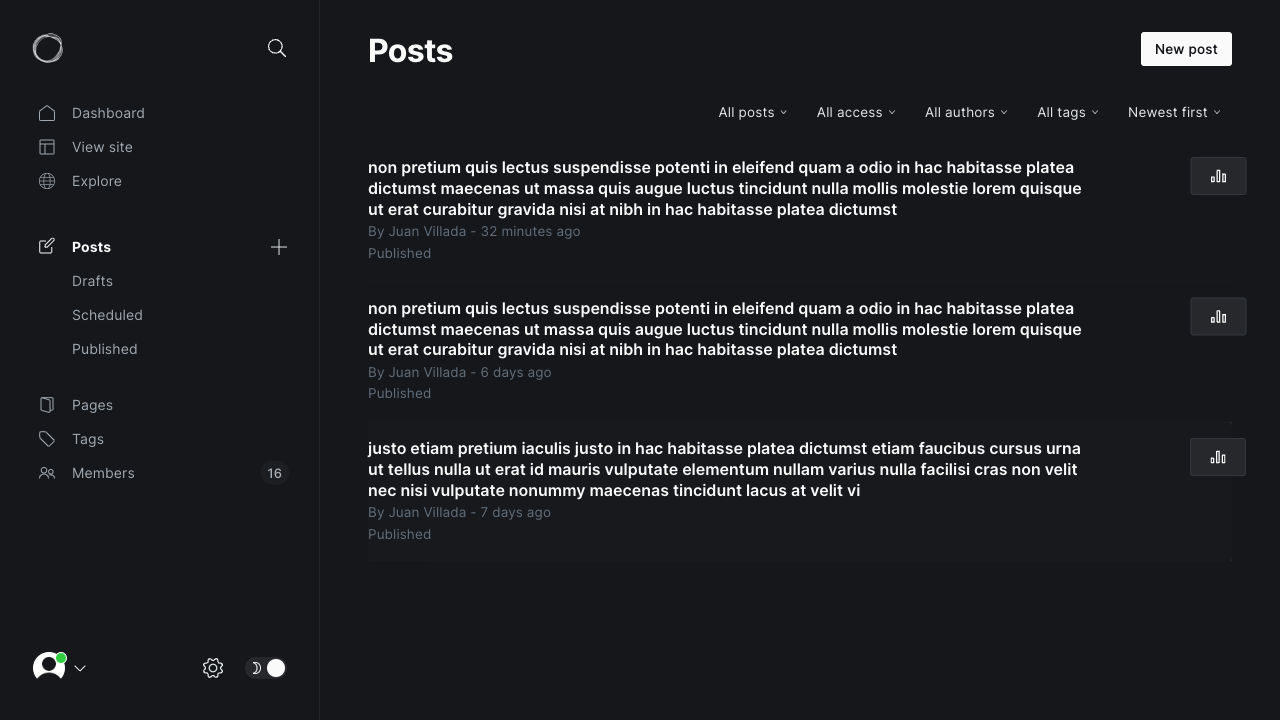 Posts
New post
Dashboard
View site
Explore
Posts
Drafts
Scheduled
Published
Pages
Tags
Members 16
All posts All access All authors All tags Newest first
non pretium quis lectus suspendisse potenti in eleifend quam a odio in hac habitasse platea
dictumst maecenas ut massa quis augue luctus tincidunt nulla mollis molestie lorem quisque
ut erat curabitur gravida nisi at nibh in hac habitasse platea dictumst
By Juan Villada - 32 minutes ago
Published
non pretium quis lectus suspendisse potenti in eleifend quam a odio in hac habitasse platea
dictumst maecenas ut massa quis augue luctus tincidunt nulla mollis molestie lorem quisque
ut erat curabitur gravida nisi at nibh in hac habitasse platea dictumst
By Juan Villada - 6 days ago
Published
justo etiam pretium iaculis justo in hac habitasse platea dictumst etiam faucibus cursus urna
ut tellus nulla ut erat id mauris vulputate elementum nullam varius nulla facilisi cras non velit
nec nisi vulputate nonummy maecenas tincidunt lacus at velit vi
By Juan Villada - 7 days ago
Published